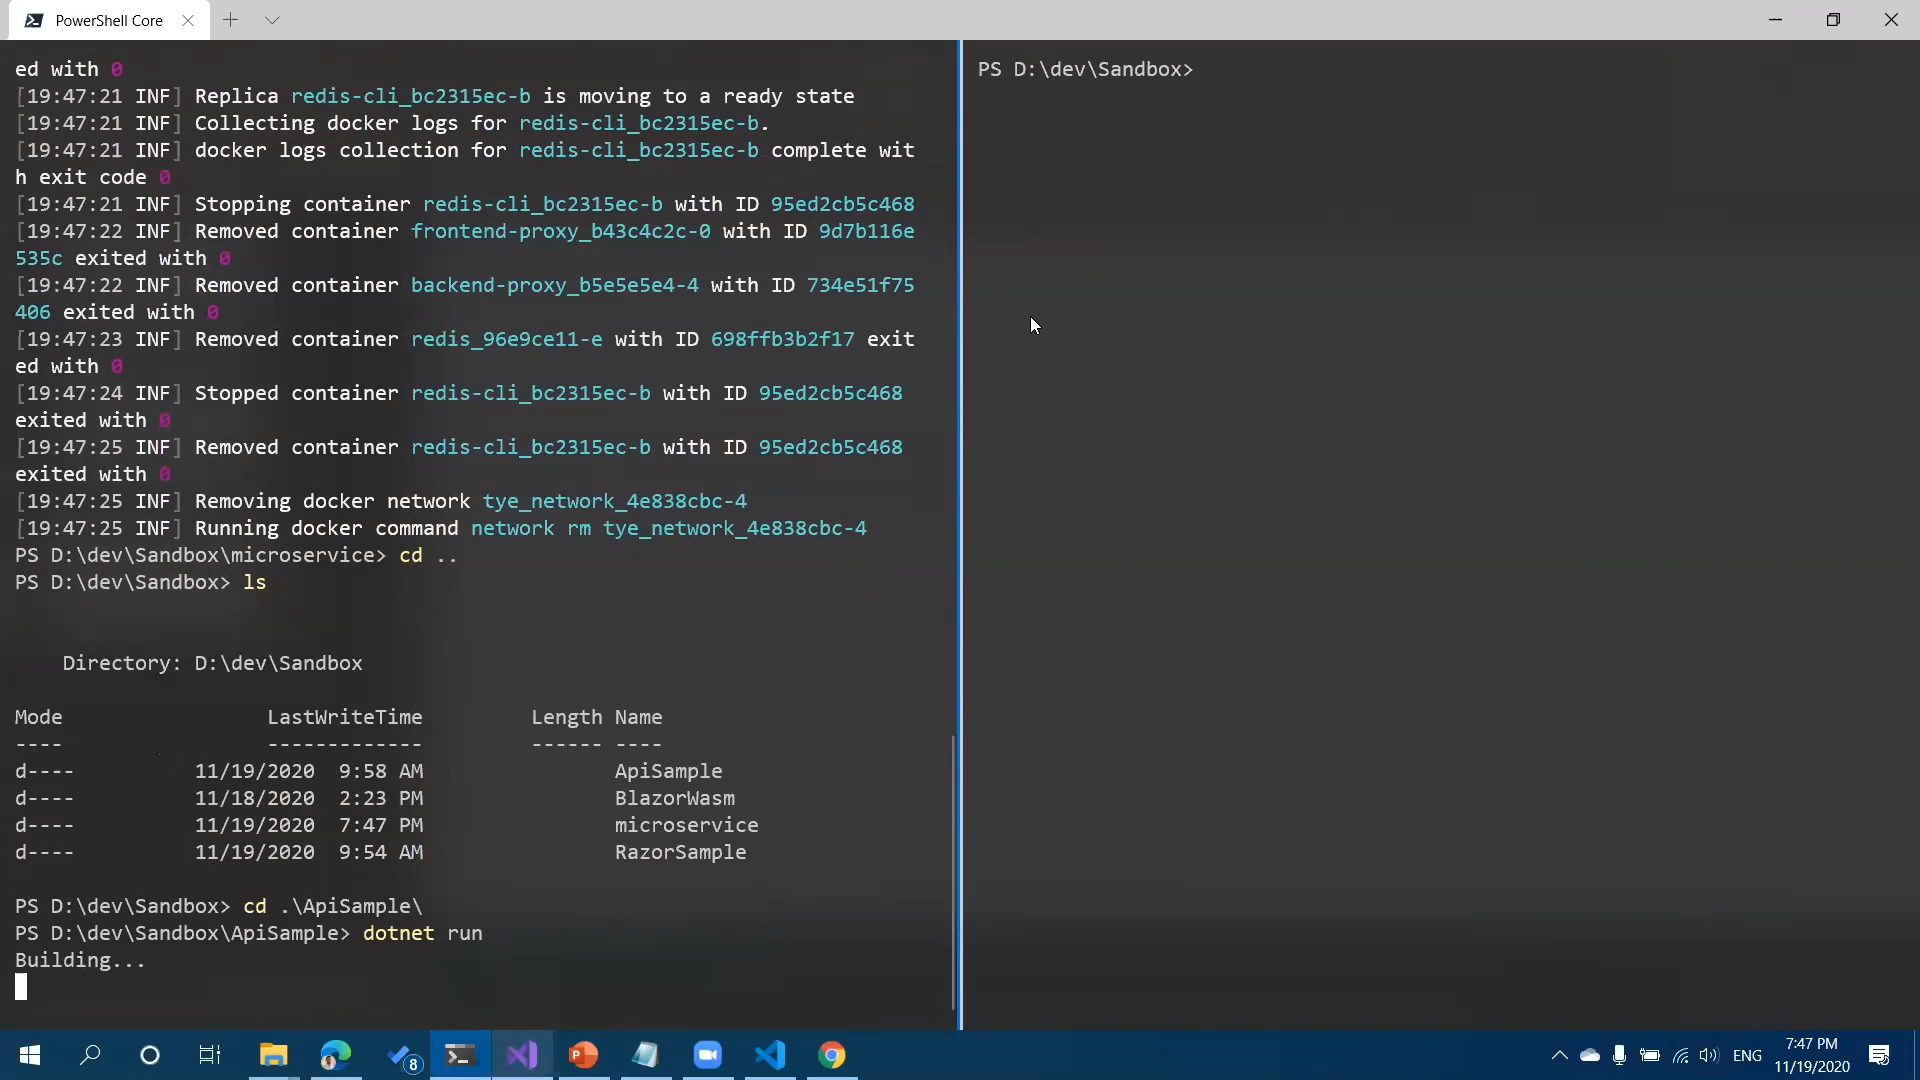 PowerShell Core
ed with 0
[19:47:21 INF] Replica redis-cli_bc2315ec-b is moving to a ready state
[19:47:21 INF] Collecting docker logs for redis-cli_bc2315ec-b.
[19:47:21 INF] docker logs collection for redis-cli_bc2315ec-b complete wit
h exit code 0
[19:47:21 INF] Stopping container redis-cli_bc2315ec-b with ID 95ed2cb5c468
[19:47:22 INF] Removed container frontend-proxy_b43c4c2c-0 with ID 9d7b116e
535c exited with 0
[19:47:22 INF] Removed container backend-proxy_b5e5e5e4-4 with ID 734e51f75
406 exited with 0
[19:47:23 INF] Removed container redis_96e9ce11-e with ID 698ffb3b2f17 exit
ed with 0
[19:47:24 INF] Stopped container redis-cli_bc2315ec-b with ID 95ed2cb5c468
exited with 0
[19:47:25 INF] Removed container redis-cli_bc2315ec-b with ID 95ed2cb5c468
exited with 0
[19:47:25 INF] Removing docker network tye_network_4e838cbc-4
[19:47:25 INF] Running docker command network rm tye_network_4e838cbc-4
PS D:\dev\Sandbox\microservice> cd ..
PS D:\dev\Sandbox> ls
Directory: D:\dev\Sandbox
Mode LastWriteTime Length Name
---- ------------- ------ ----
d---- 11/19/2020 9:58 AM ApiSample
d---- 11/18/2020 2:23 PM BlazorWasm
d---- 11/19/2020 7:47 PM microservice
d---- 11/19/2020 9:54 AM RazorSample
PS D:\dev\Sandbox> cd .\ApiSample\
PS D:\dev\Sandbox\ApiSample> dotnet run
Building...
PS D:\dev\Sandbox>
8
ENG
7:47 PM
11/19/2020